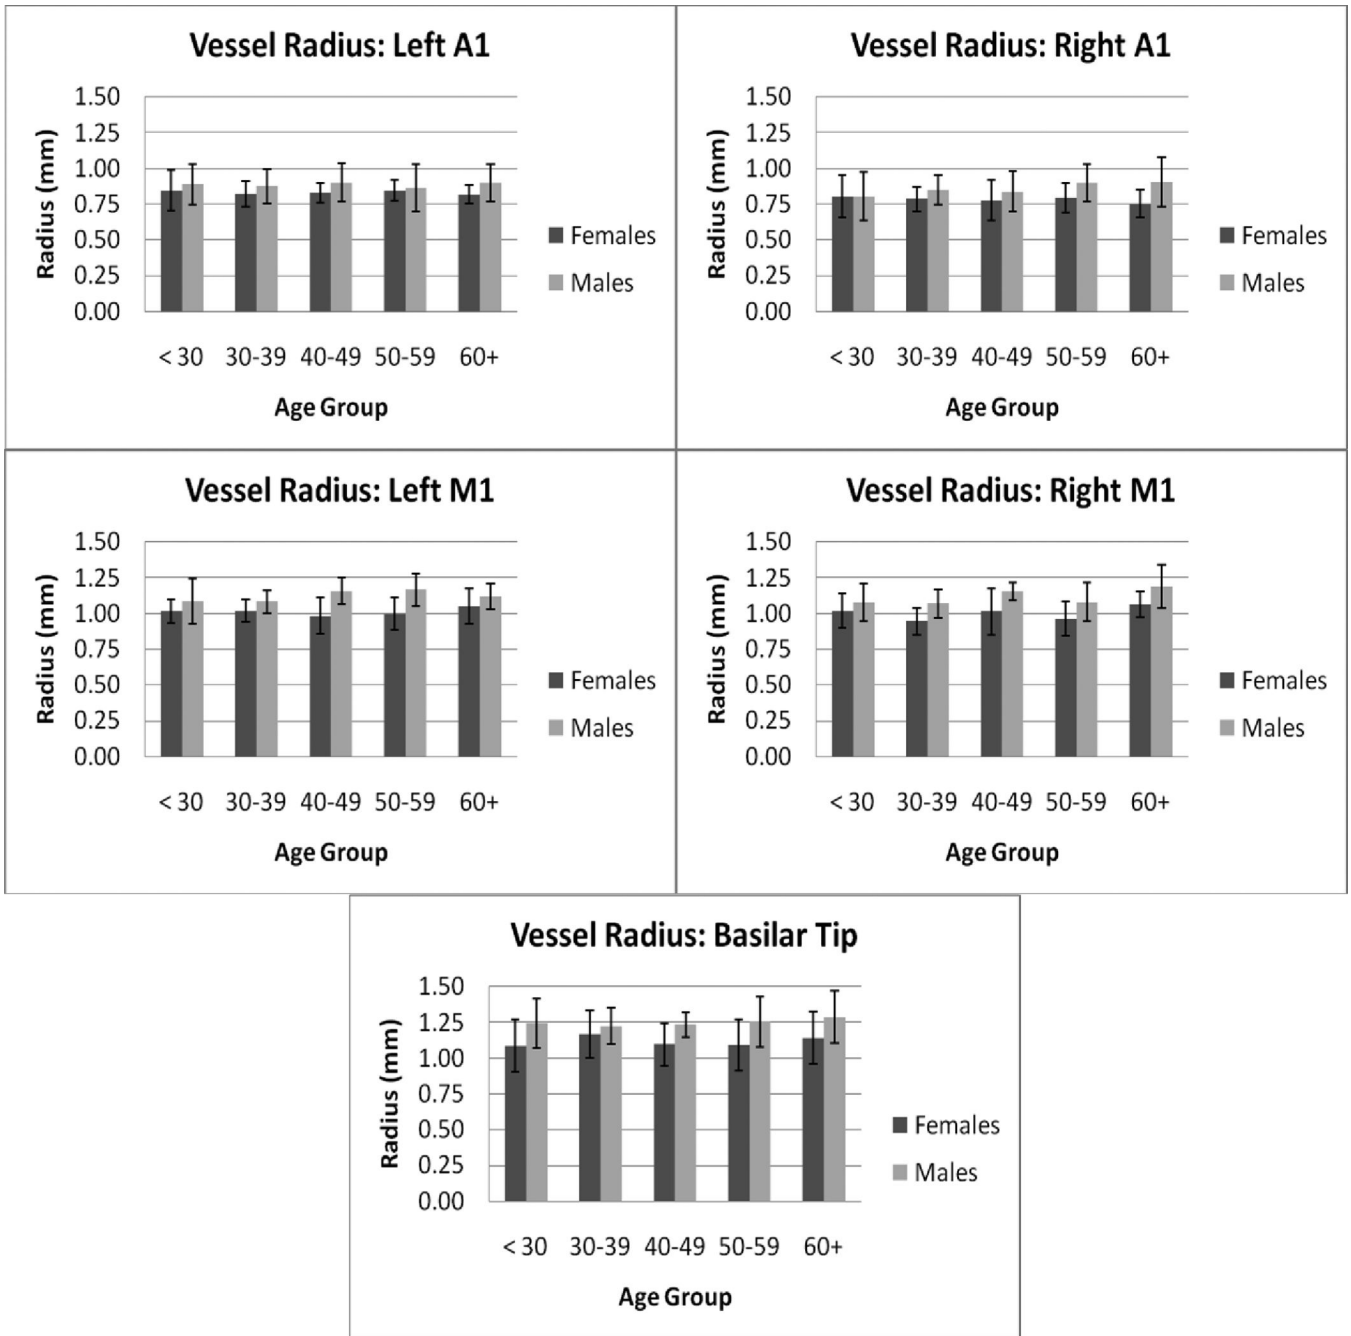 Vessel Radius: Left A1
1.50
1.25
1.00
0.75
0.50
0.25
0.00
Radius (mm)
< 30 30-39 40-49 50-59 60+
Age Group
Females
Males
Vessel Radius: Right A1
1.50
1.25
1.00
0.75
0.50
0.25
0.00
Radius (mm)
< 30 30-39 40-49 50-59 60+
Age Group
Females
Males
Vessel Radius: Left M1
1.50
1.25
1.00
0.75
0.50
0.25
0.00
Radius (mm)
< 30 30-39 40-49 50-59 60+
Age Group
Females
Males
Vessel Radius: Right M1
1.50
1.25
1.00
0.75
0.50
0.25
0.00
Radius (mm)
< 30 30-39 40-49 50-59 60+
Age Group
Females
Males
Vessel Radius: Basilar Tip
1.50
1.25
1.00
0.75
0.50
0.25
0.00
Radius (mm)
< 30 30-39 40-49 50-59 60+
Age Group
Females
Males